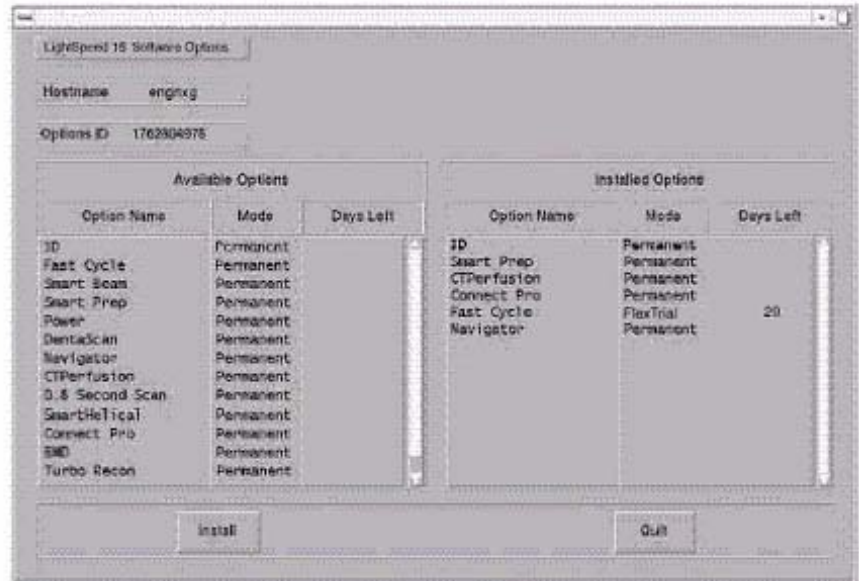 LightSpeed 16 Software Options
Hostname engnxg
Options ID 1762804976
Available Options
Option Name Mode Days Left
3D Permanent
Fast Cycle Permanent
Smart Beam Permanent
Smart Prep Permanent
Power Permanent
DentaScan Permanent
Navigator Permanent
CTPerfusion Permanent
0.8 Second Scan Permanent
SmartHelical Permanent
Connect Pro Permanent
Permanent
Turbo Recon Permanent
Installed Options
Option Name Mode Days Left
3D Permanent
Smart Prep Permanent
CTPerfusion Permanent
Connect Pro Permanent
Fast Cycle FlexTrial 20
Navigator Permanent
Install
Quit